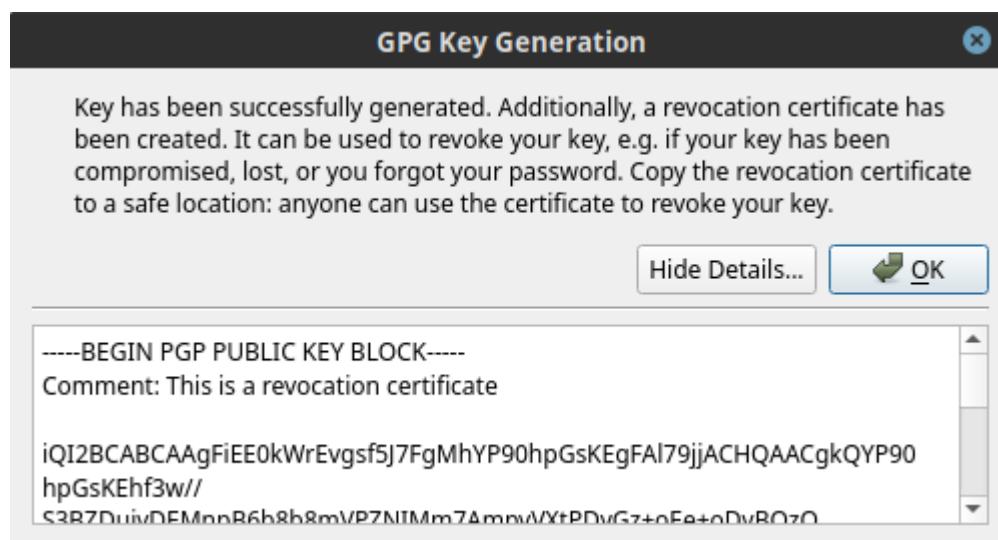 GPG Key Generation
Key has been successfully generated. Additionally, a revocation certificate has
been created. It can be used to revoke your key, e.g. if your key has been
compromised, lost, or you forgot your password. Copy the revocation certificate
to a safe location: anyone can use the certificate to revoke your key.
Hide Details...
OK
-----BEGIN PGP PUBLIC KEY BLOCK-----
Comment: This is a revocation certificate
iQI2BCABCAAgFiEE0kWrEvgsf5J7FgMhYP90hpGsKEgFAl79jjACHQAACgkQYP90
hpGsKEhf3w//